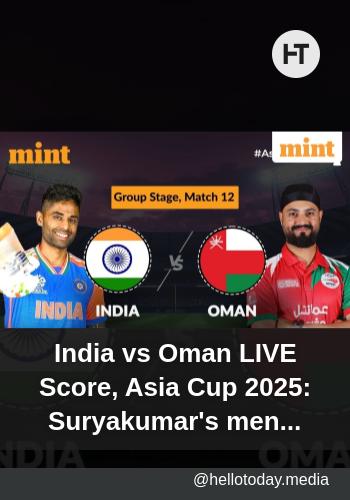 HT
mint
#As
mint
Group Stage, Match 12
VS
INDIA
INDIA
OMAN
India vs Oman LIVE
Score, Asia Cup 2025:
Suryakumar's men...
@hellotoday.media